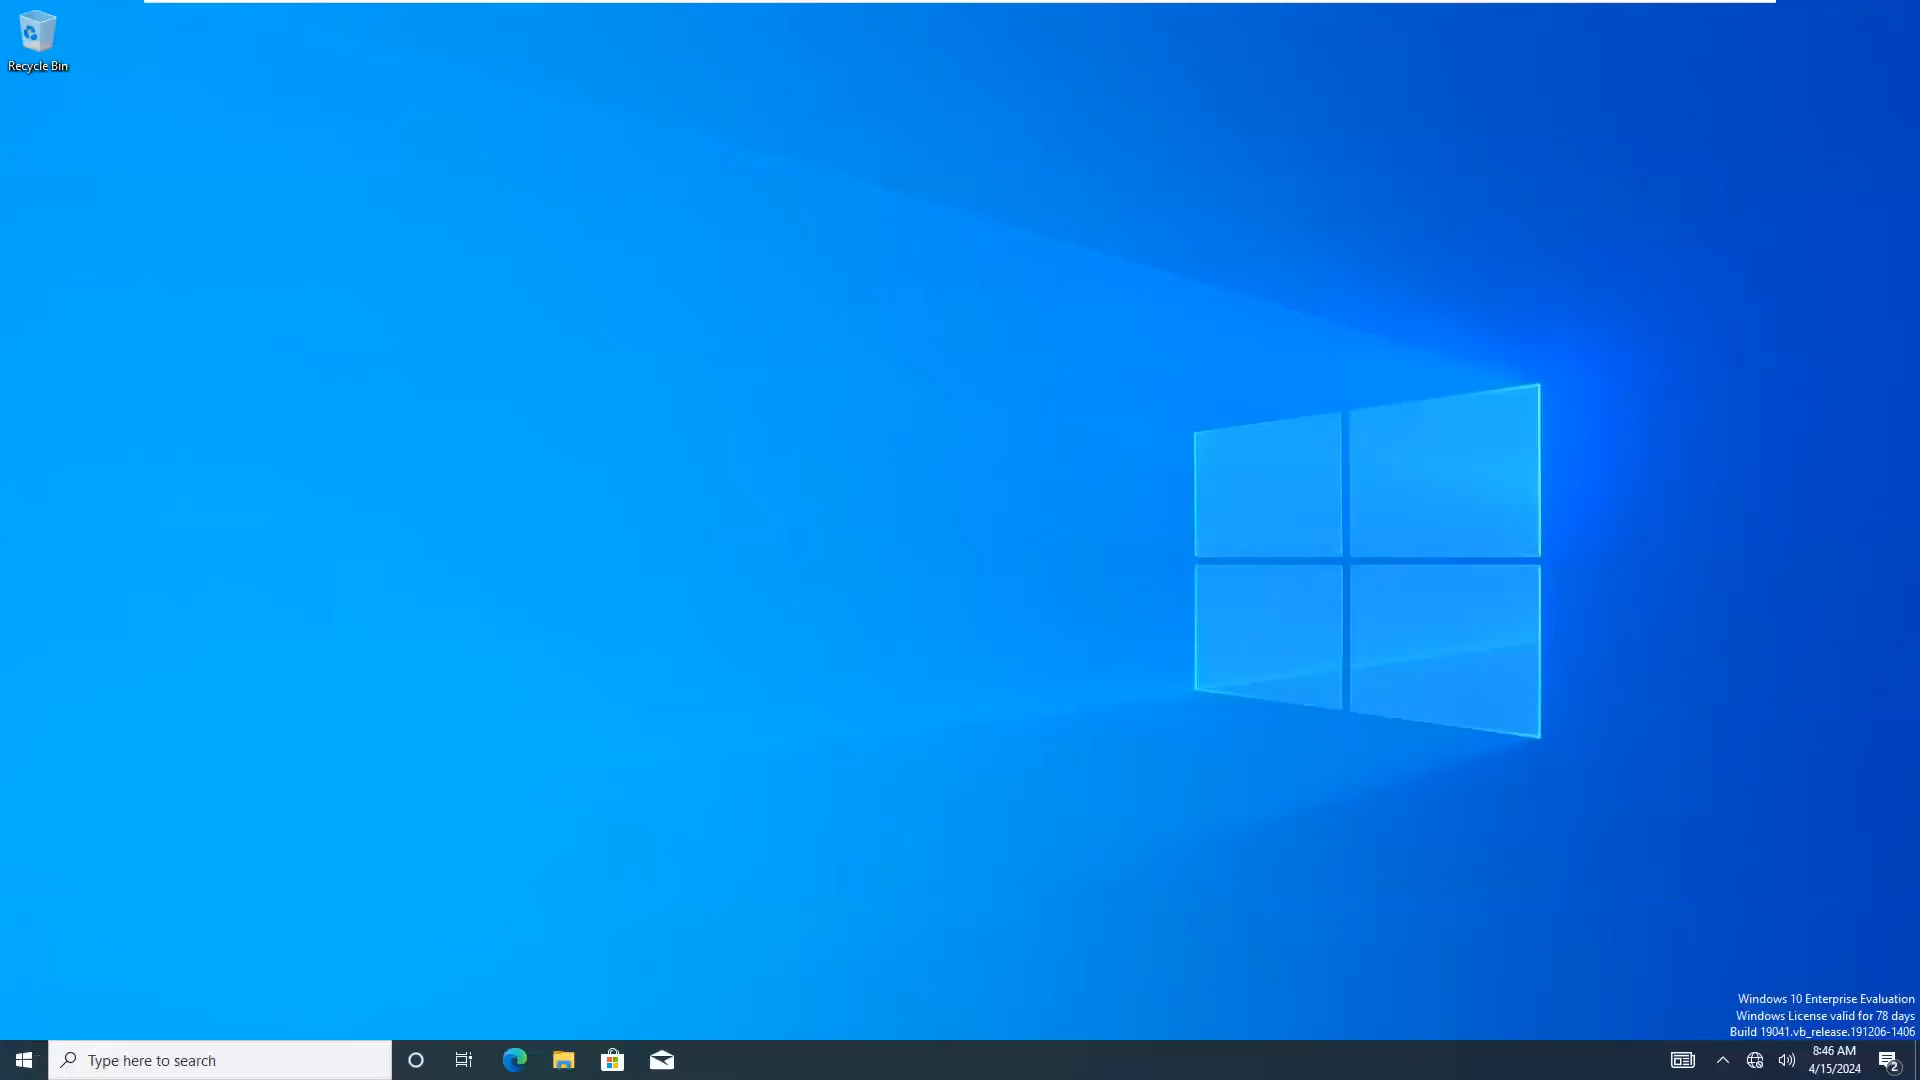 Recycle Bin
Windows 10 Enterprise Evaluation
Windows License valid for 78 days
Build 19041.vb_release.191206-1406
Type here to search
8:46 AM
4/15/2024
2